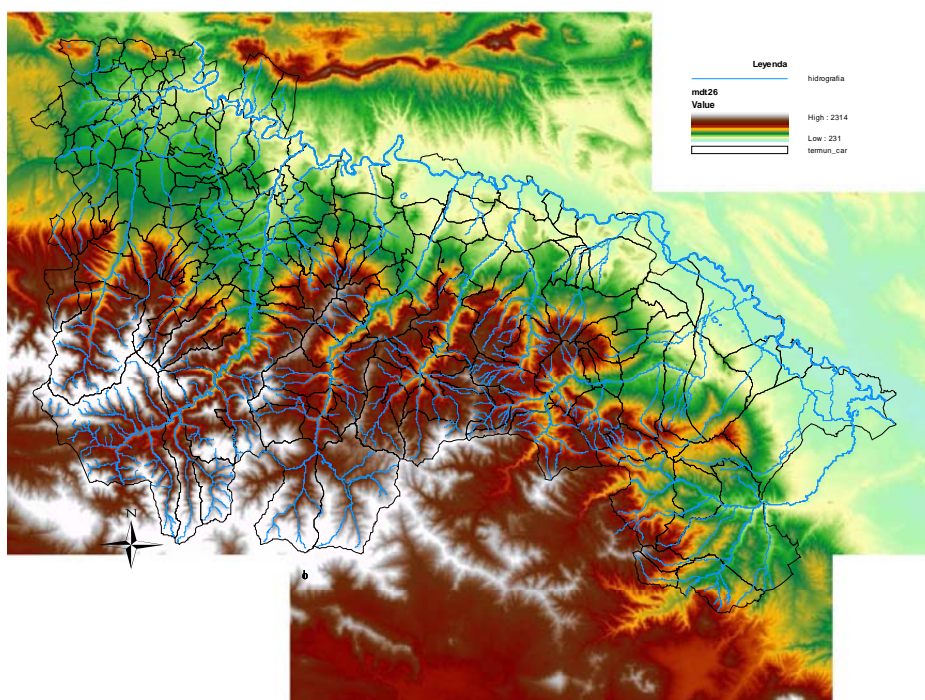 Leyenda
hidrografia
mdt26
Value
High : 2314
Low : 231
termun_car
N